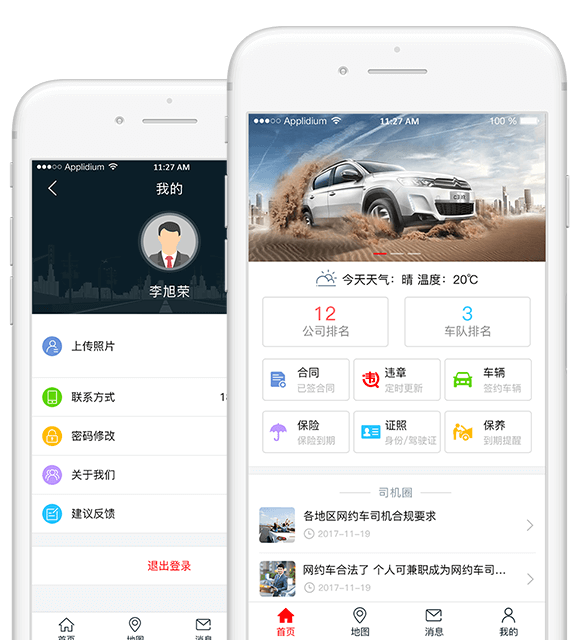 Applidium 11:27 AM
我的
李旭荣
上传照片
联系方式
密码修改
关于我们
建议反馈
退出登录
首页 地图 消息
Applidium 11:27 AM 100 %
今天天气：晴 温度：20℃
12 3
公司排名 车队排名
合同 违章 车辆
已签合同 定时更新 签约车辆
保险 证照 保养
保险到期 身份/驾驶证 到期提醒
司机圈
各地区网约车司机合规要求
2017-11-19
网约车合法了 个人可兼职成为网约车司...
2017-11-19
首页 地图 消息 我的